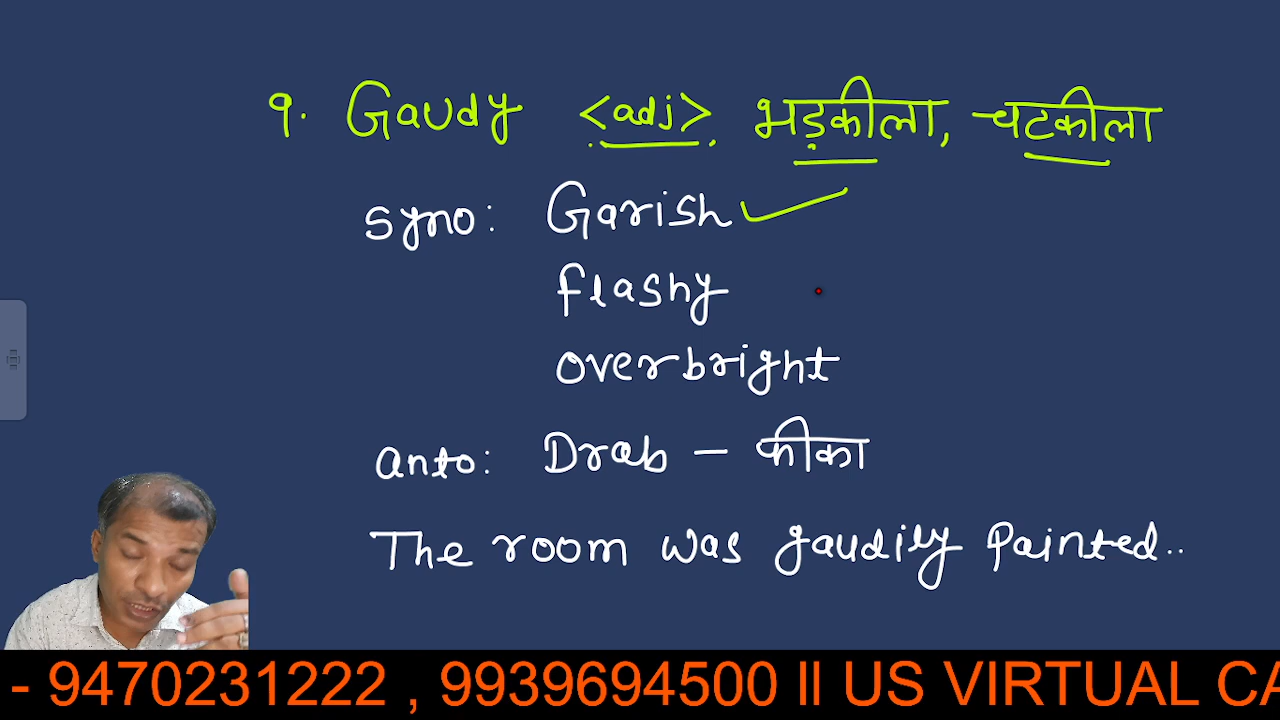 9. Gaudy <adj> भड़कीला, चटकीला
Syno: Garish
flashy
overbright
anto: Drab – फीका
The room was gaudily painted..
- 9470231222 , 9939694500 ll US VIRTUAL CA